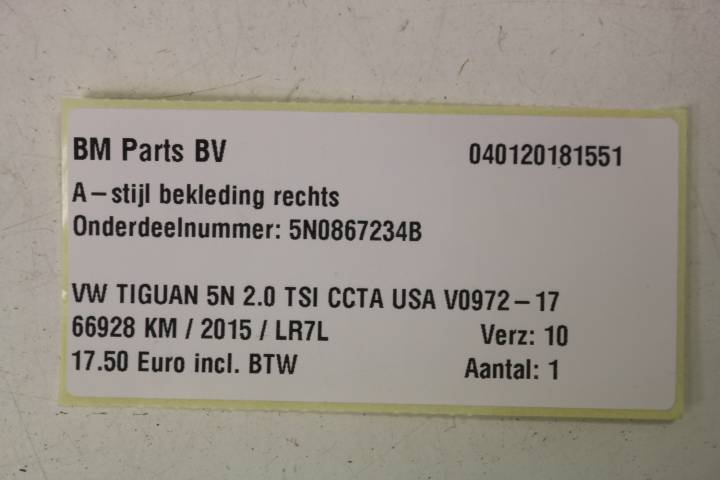 BM Parts BV 040120181551
A-stijl bekleding rechts
Onderdeelnummer: 5N0867234B
VW TIGUAN 5N 2.0 TSI CCTA USA V0972-17
66928 KM / 2015 / LR7L Verz: 10
17.50 Euro incl. BTW Aantal: 1